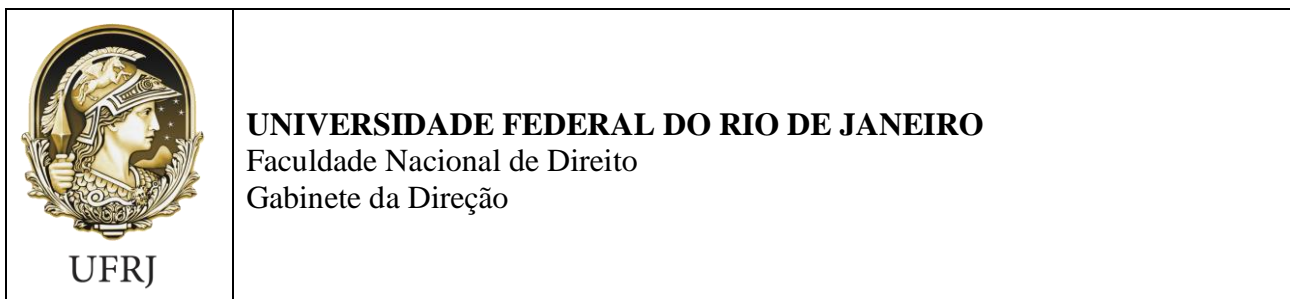 UNIVERSIDADE FEDERAL DO RIO DE JANEIRO
Faculdade Nacional de Direito
Gabinete da Direção
UFRJ